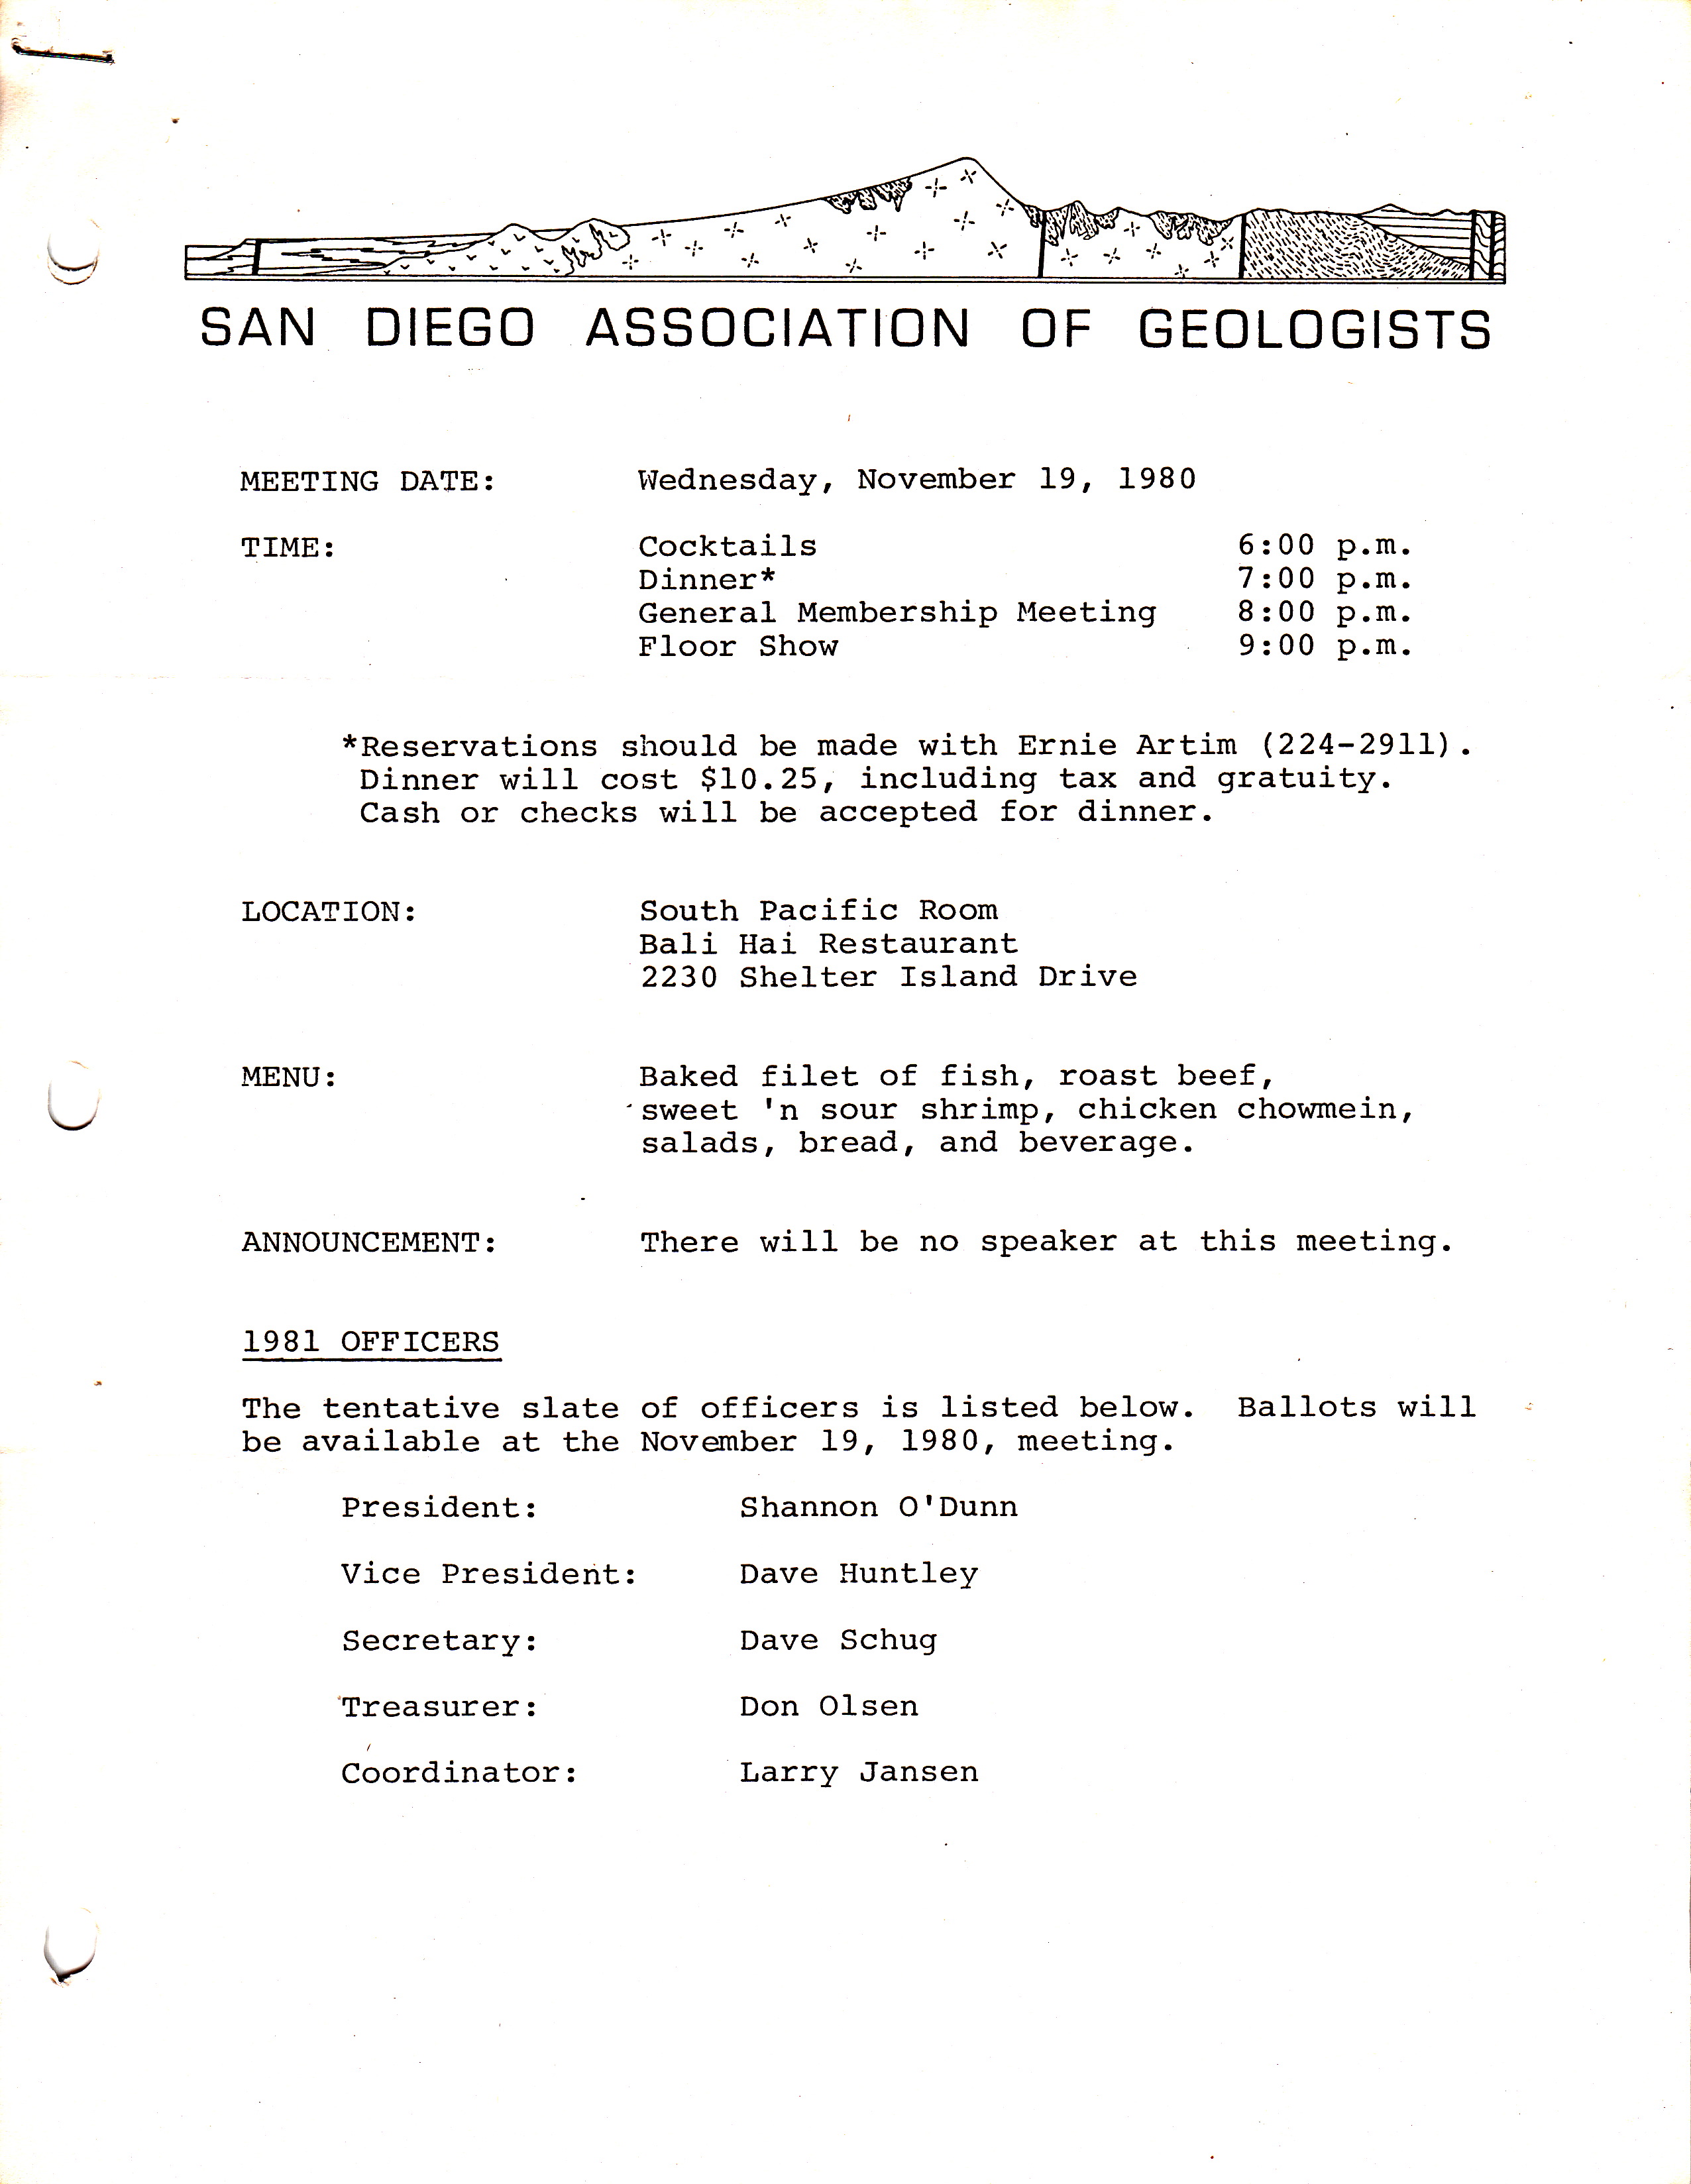 SAN DIEGO ASSOCIATION OF GEOLOGISTS
MEETING DATE: Wednesday, November 19, 1980
TIME: Cocktails 6:00 p.m.
Dinner* 7:00 p.m.
General Membership Meeting 8:00 p.m.
Floor Show 9:00 p.m.
*Reservations should be made with Ernie Artim (224-2911).
Dinner will cost $10.25, including tax and gratuity.
Cash or checks will be accepted for dinner.
LOCATION: South Pacific Room
Bali Hai Restaurant
2230 Shelter Island Drive
MENU: Baked filet of fish, roast beef,
sweet 'n sour shrimp, chicken chowmein,
salads, bread, and beverage.
ANNOUNCEMENT: There will be no speaker at this meeting.
1981 OFFICERS
The tentative slate of officers is listed below. Ballots will
be available at the November 19, 1980, meeting.
President: Shannon O'Dunn
Vice President: Dave Huntley
Secretary: Dave Schug
Treasurer: Don Olsen
Coordinator: Larry Jansen